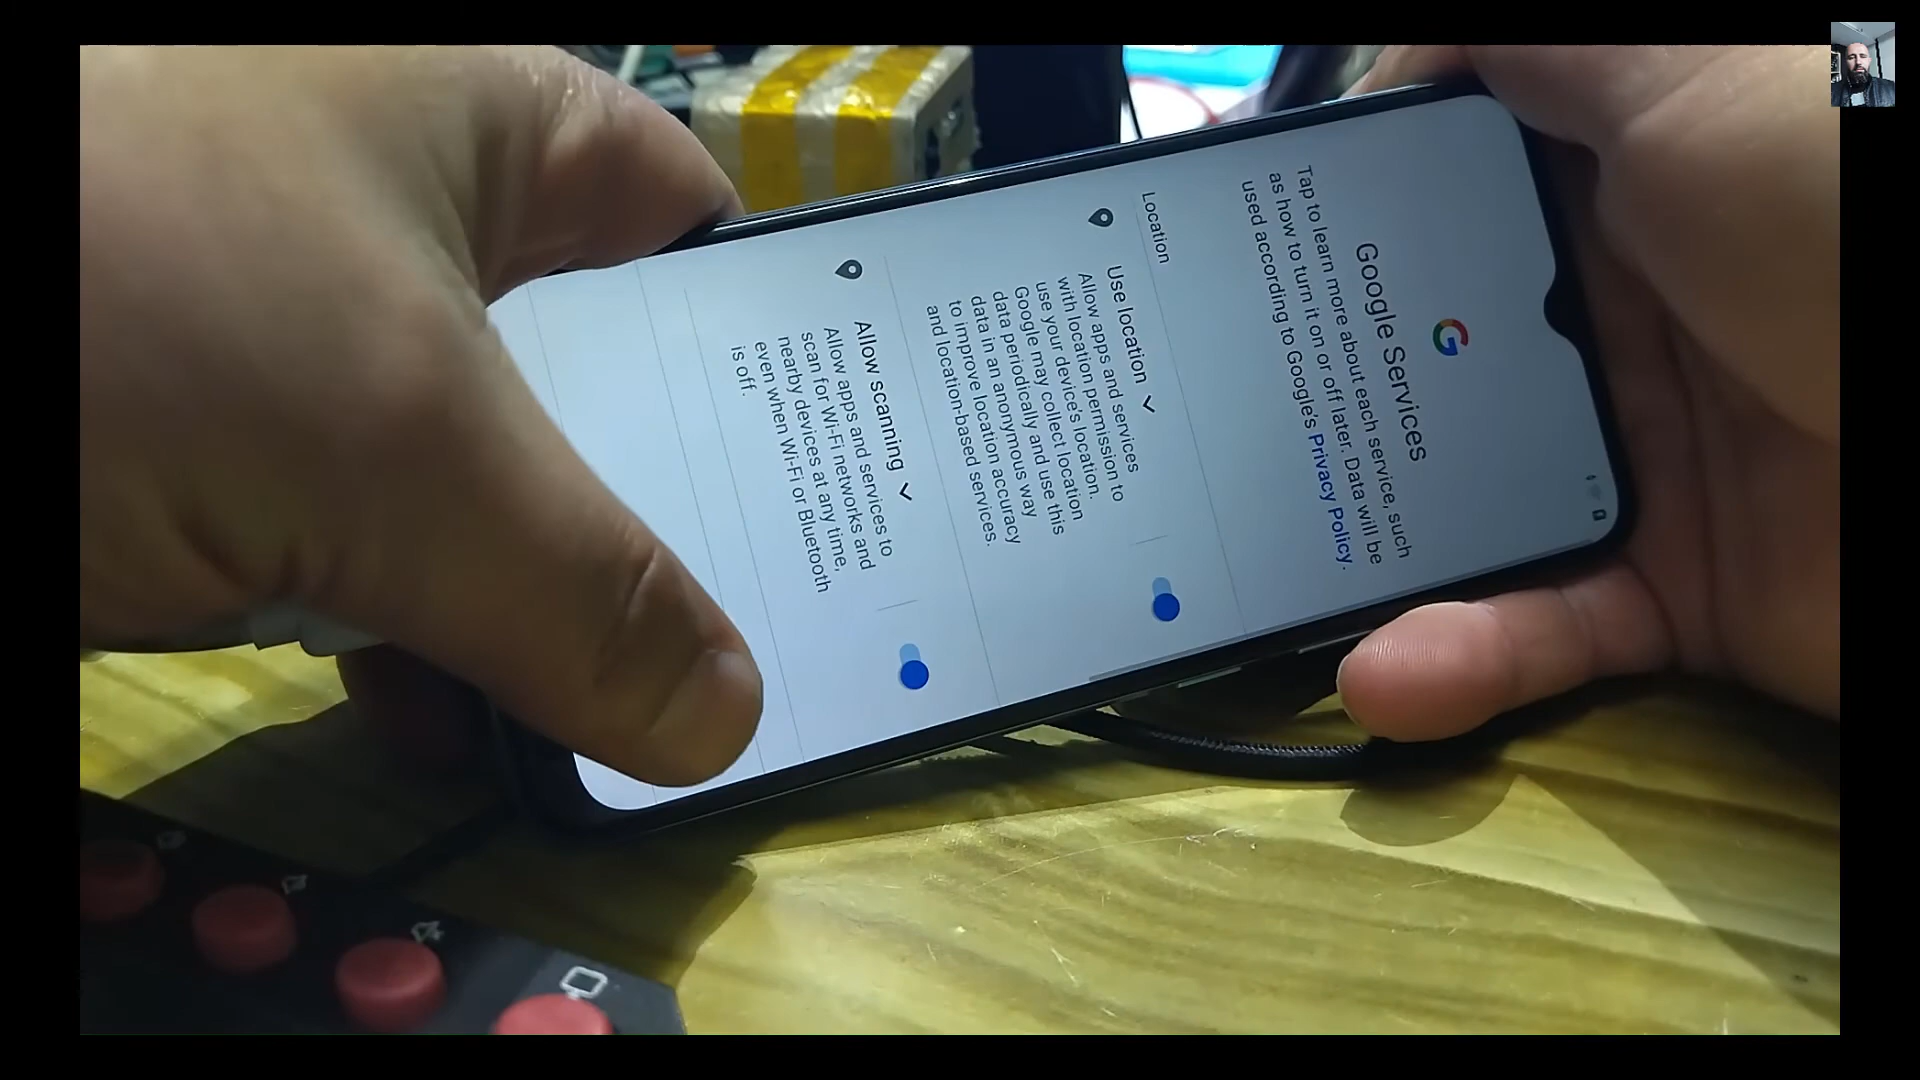 Google Services
Tap to learn more about each service, such
as how to turn it on or off later. Data will be
used according to Google's Privacy Policy.
Location
Use location
Allow apps and services
with location permission to
use your device's location.
Google may collect location
data periodically and use this
data in an anonymous way
to improve location accuracy
and location-based services.
Allow scanning
Allow apps and services to
scan for Wi-Fi networks and
nearby devices at any time,
even when Wi-Fi or Bluetooth
is off.